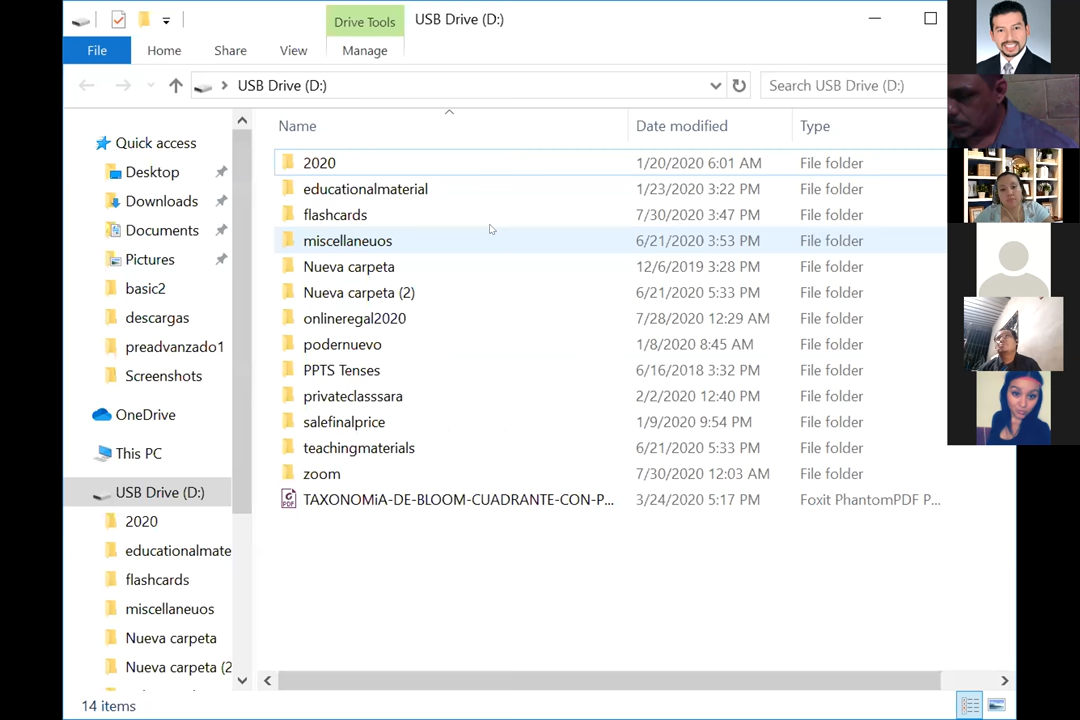 Drive Tools
USB Drive (D:)
File
Home
Share
View
Manage
USB Drive (D:)
Search USB Drive (D:)
Name
Date modified
Type
Quick access
Desktop
Downloads
Documents
Pictures
basic2
descargas
preadvanzado1
Screenshots
OneDrive
This PC
USB Drive (D:)
2020
educationalmate
flashcards
miscellaneuos
Nueva carpeta
Nueva carpeta (2
2020 1/20/2020 6:01 AM File folder
educationalmaterial 1/23/2020 3:22 PM File folder
flashcards 7/30/2020 3:47 PM File folder
miscellaneuos 6/21/2020 3:53 PM File folder
Nueva carpeta 12/6/2019 3:28 PM File folder
Nueva carpeta (2) 6/21/2020 5:33 PM File folder
onlineregal2020 7/28/2020 12:29 AM File folder
podernuevo 1/8/2020 8:45 AM File folder
PPTS Tenses 6/16/2018 3:32 PM File folder
privateclasssara 2/2/2020 12:40 PM File folder
salefinalprice 1/9/2020 9:54 PM File folder
teachingmaterials 6/21/2020 5:33 PM File folder
zoom 7/30/2020 12:03 AM File folder
TAXONOMiA-DE-BLOOM-CUADRANTE-CON-P... 3/24/2020 5:17 PM Foxit PhantomPDF P...
14 items